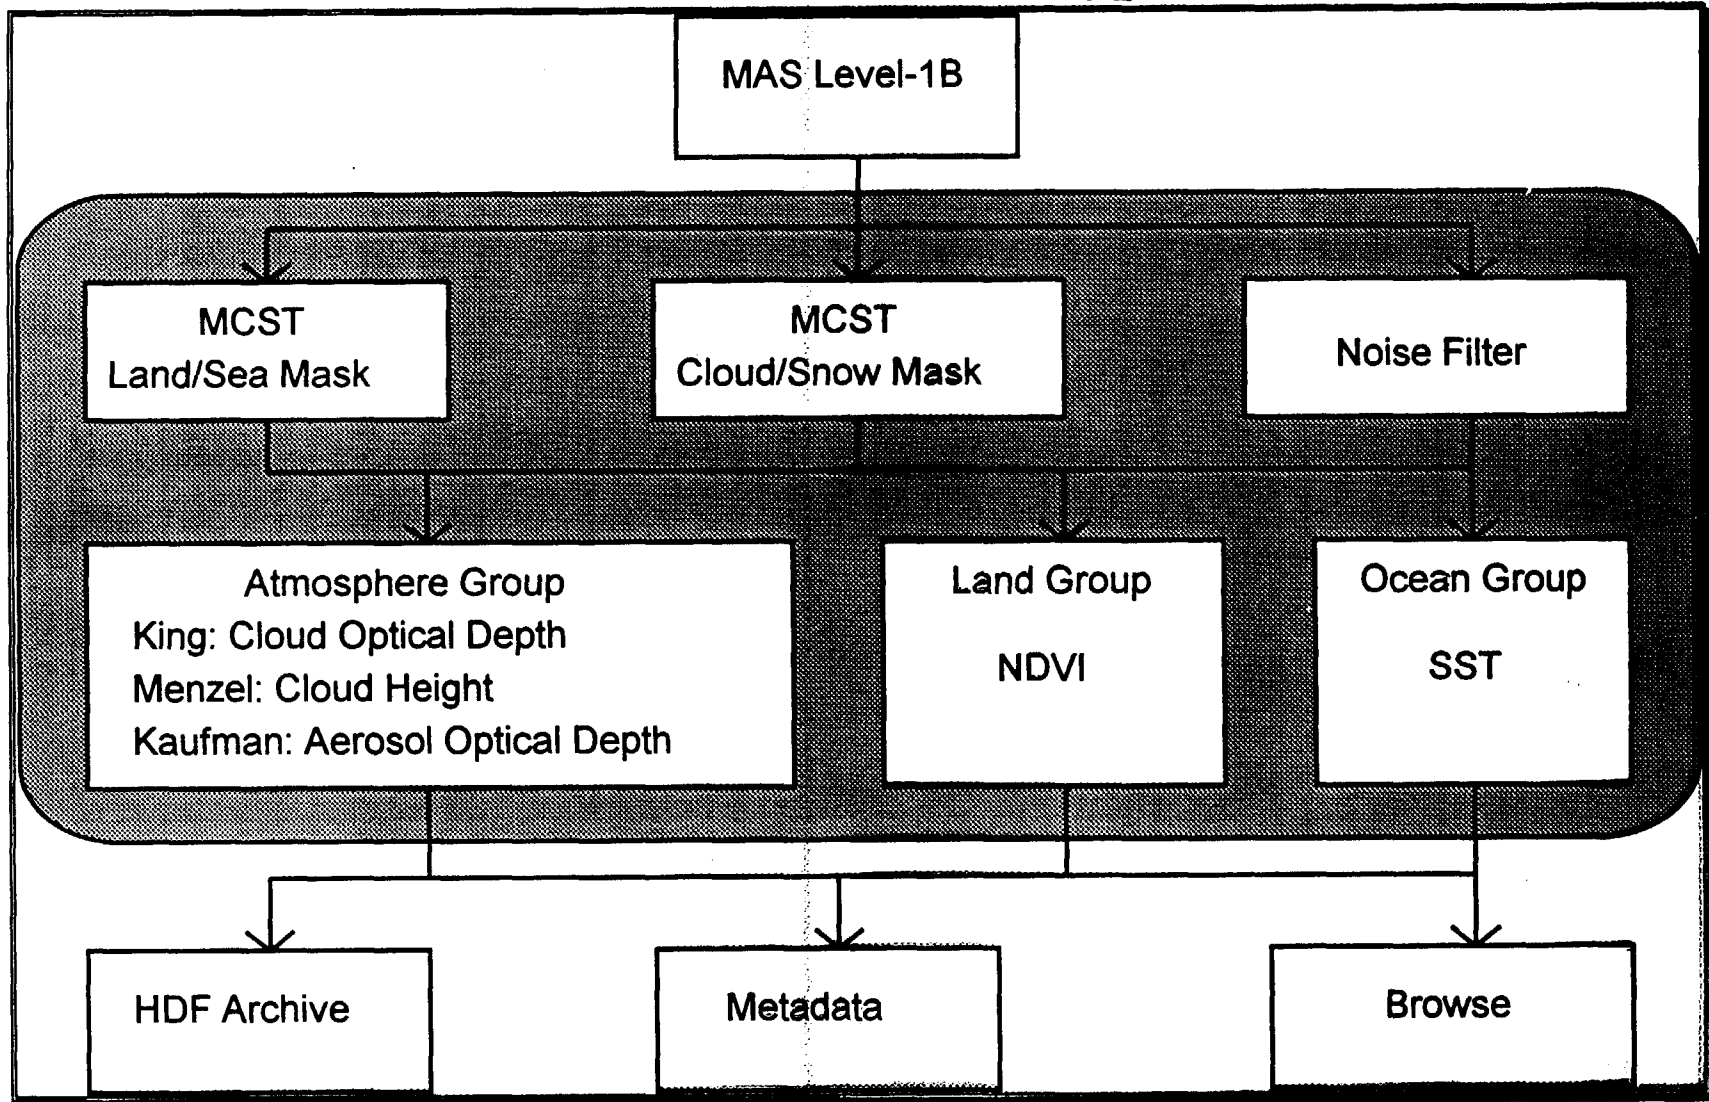 MAS Level-1B
MCST
Land/Sea Mask
MCST
Cloud/Snow Mask
Noise Filter
Atmosphere Group
King: Cloud Optical Depth
Menzel: Cloud Height
Kaufman: Aerosol Optical Depth
Land Group
NDVI
Ocean Group
SST
HDF Archive
Metadata
Browse